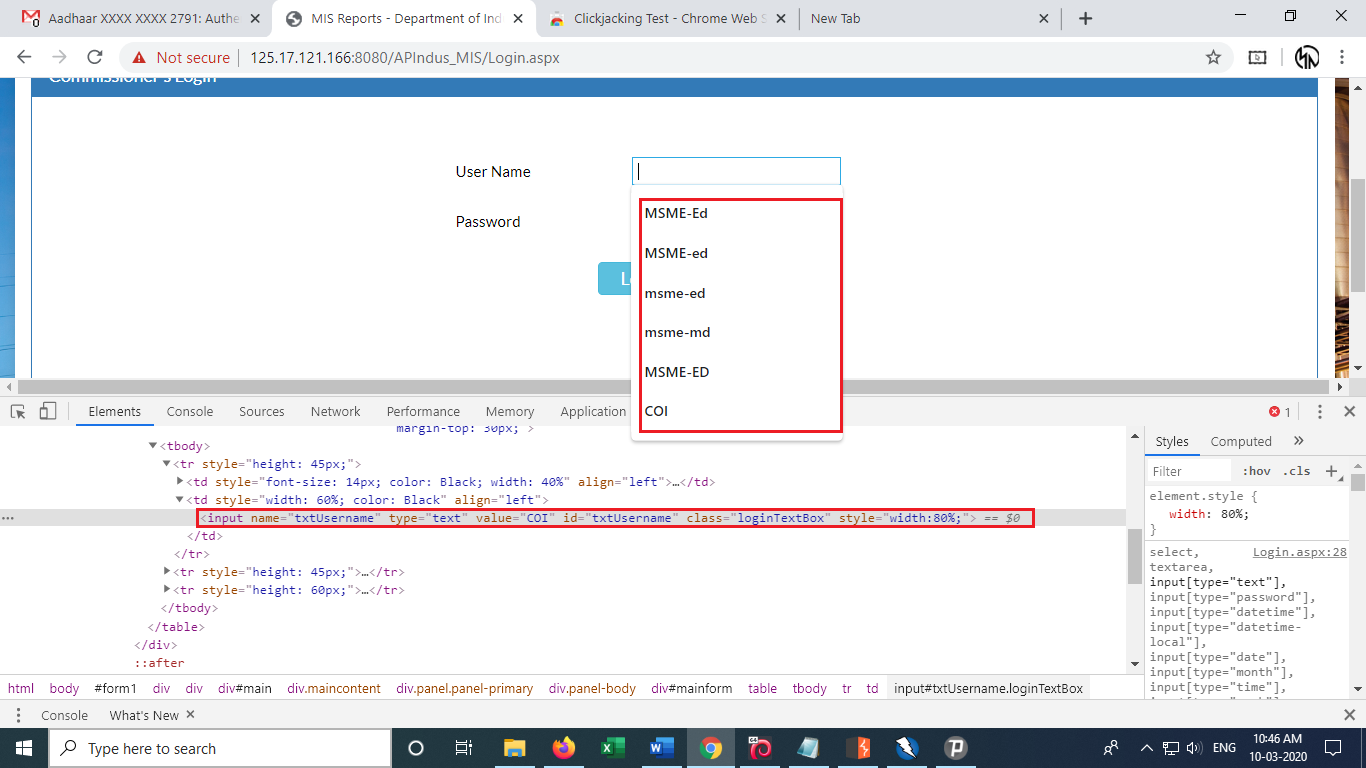 Aadhaar XXXX XXXX 2791: Authe
MIS Reports - Department of Ind
Clickjacking Test - Chrome Web S
New Tab
Not secure
125.17.121.166:8080/APIndus_MIS/Login.aspx
Commissioner's Login
User Name
Password
MSME-Ed
MSME-ed
msme-ed
msme-md
MSME-ED
COI
Elements Console Sources Network Performance Memory Application
1
margin-top: 30px; ">
<tbody>
<tr style="height: 45px;">
<td style="font-size: 14px; color: Black; width: 40%" align="left">…</td>
<td style="width: 60%; color: Black" align="left">
<input name="txtUsername" type="text" value="COI" id="txtUsername" class="loginTextBox" style="width:80%;"> == $0
</td>
</tr>
<tr style="height: 45px;">…</tr>
<tr style="height: 60px;">…</tr>
</tbody>
</table>
</div>
::after
Styles Computed »
Filter :hov .cls +
element.style {
width: 80%;
}
select, Login.aspx:28
textarea,
input[type="text"],
input[type="password"],
input[type="datetime"],
input[type="datetime-
local"],
input[type="date"],
input[type="month"],
input[type="time"],
html body #form1 div div div#main div.maincontent div.panel.panel-primary div.panel-body div#mainform table tbody tr td input#txtUsername.loginTextBox
Console What's New
Type here to search
ENG
10:46 AM
10-03-2020